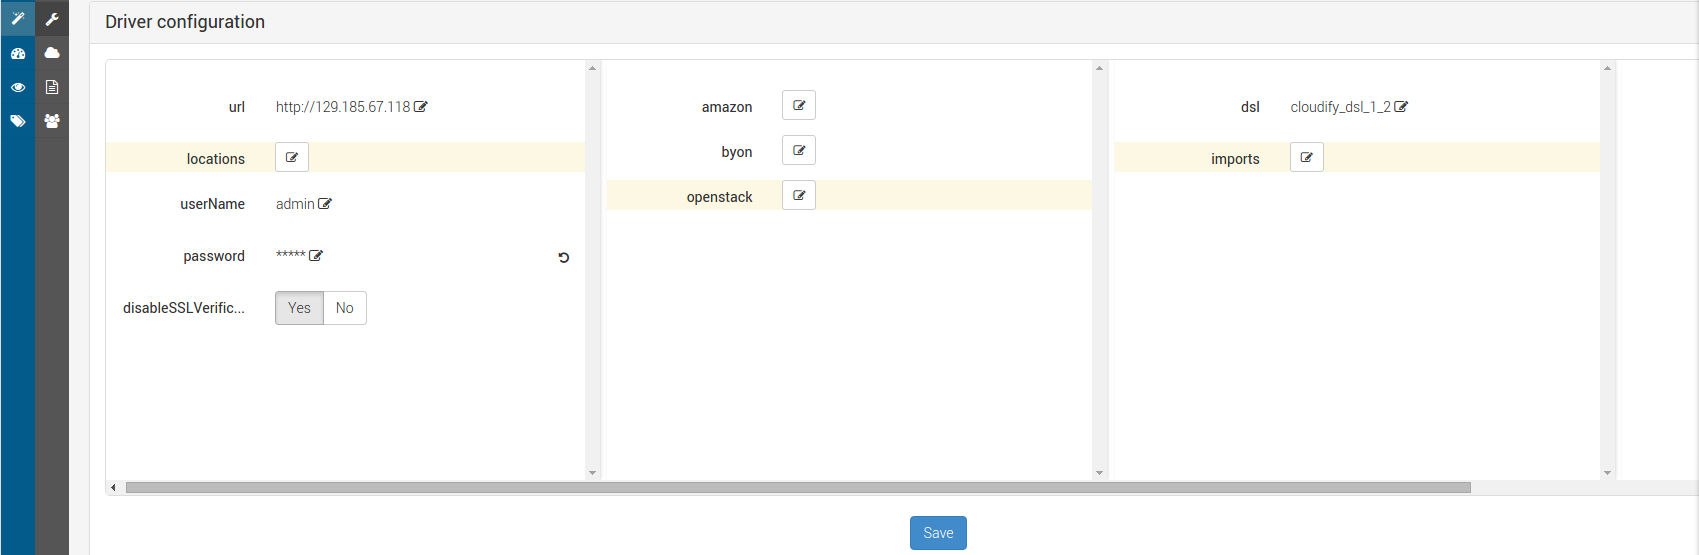 Driver configuration
url http://129.185.67.118
locations
userName admin
password *****
disableSSLVerific... Yes No
amazon
byon
openstack
dsl cloudify_dsl_1_2
imports
Save